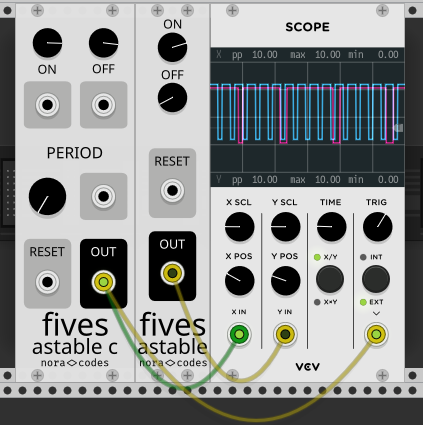 ON
OFF
PERIOD
RESET
OUT
fives
astable c
nora<>codes
ON
OFF
RESET
OUT
fives
astable
nora<>codes
SCOPE
X pp 10.00 max 10.00 min 0.00
Y pp 10.00 max 10.00 min 0.00
X SCL Y SCL TIME TRIG
X POS Y POS X/Y INT
X×Y EXT
X IN Y IN
VCV